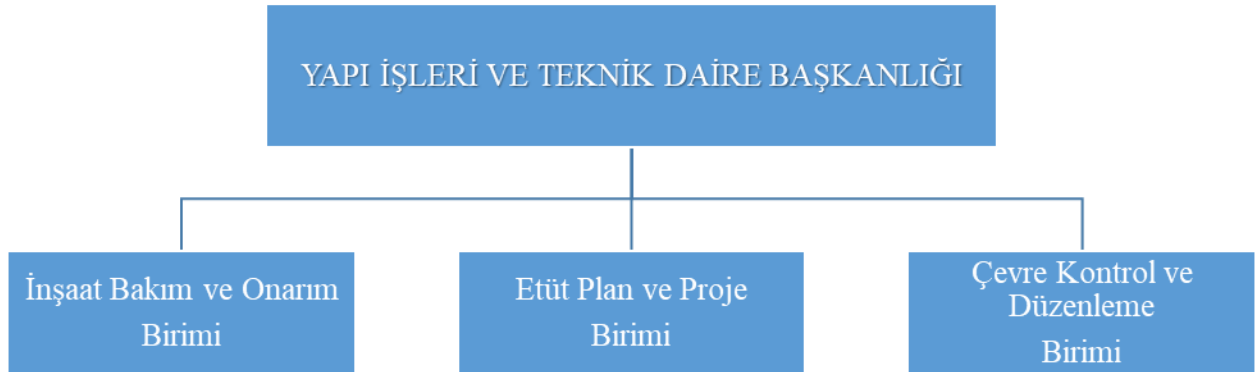 YAPI İŞLERİ VE TEKNİK DAİRE BAŞKANLIĞI
İnşaat Bakım ve Onarım
Birimi
Etüt Plan ve Proje
Birimi
Çevre Kontrol ve
Düzenleme
Birimi